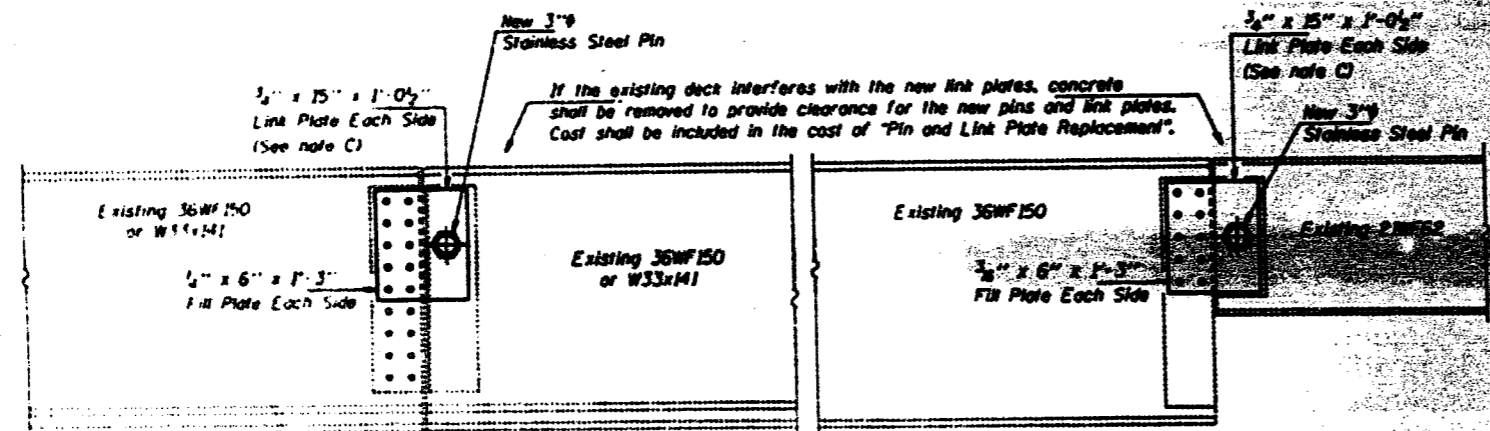 New 3"φ
Stainless Steel Pin
3/4" x 15" x 1'-0 1/2"
Link Plate Each Side
(See note C)
If the existing deck interferes with the new link plates, concrete
shall be removed to provide clearance for the new pins and link plates.
Cost shall be included in the cost of "Pin and Link Plate Replacement".
3/4" x 15" x 1'-0 1/2"
Link Plate Each Side
(See note C)
New 3"φ
Stainless Steel Pin
Existing 36WF150
or W33x141
1/4" x 6" x 1'-3"
Fill Plate Each Side
Existing 36WF150
or W33x141
Existing 36WF150
x 6" x 1'-3"
Fill Plate Each Side
Existing